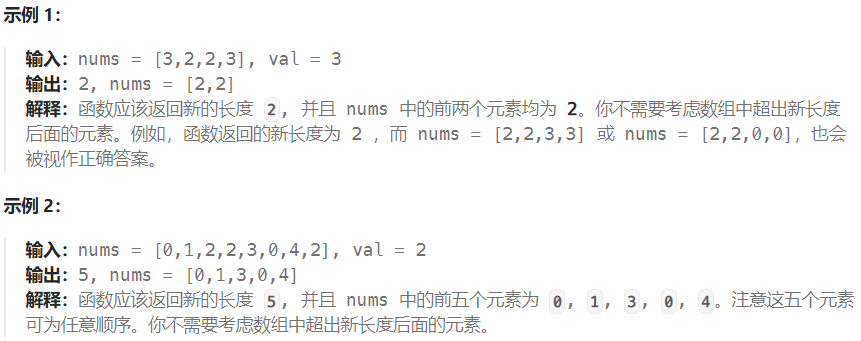 示例 1：
输入：nums = [3,2,2,3], val = 3
输出：2, nums = [2,2]
解释：函数应该返回新的长度 2, 并且 nums 中的前两个元素均为 2。你不需要考虑数组中超出新长度
后面的元素。例如，函数返回的新长度为 2 ，而 nums = [2,2,3,3] 或 nums = [2,2,0,0]，也会
被视作正确答案。
示例 2：
输入：nums = [0,1,2,2,3,0,4,2], val = 2
输出：5, nums = [0,1,3,0,4]
解释：函数应该返回新的长度 5, 并且 nums 中的前五个元素为 0, 1, 3, 0, 4。注意这五个元素
可为任意顺序。你不需要考虑数组中超出新长度后面的元素。